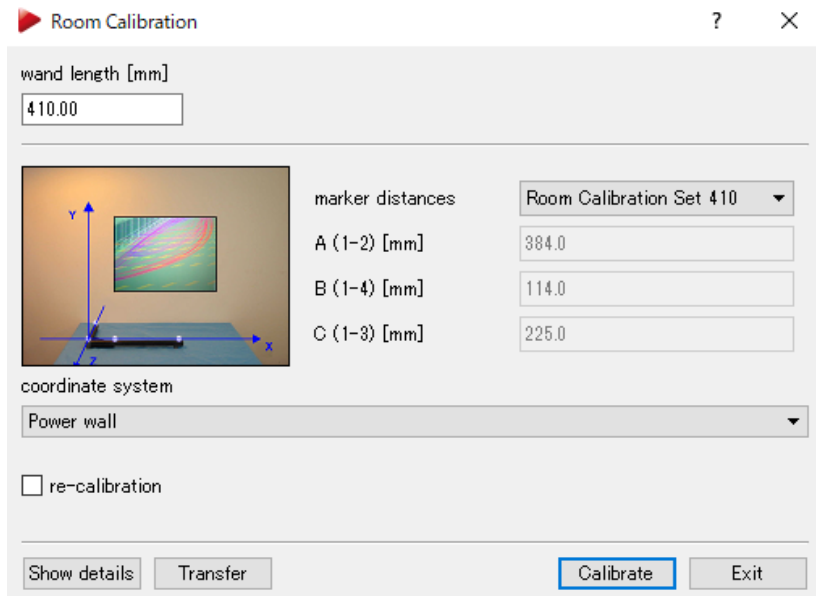 Room Calibration ? ×
wand length [mm]
410.00
marker distances Room Calibration Set 410
A (1-2) [mm] 384.0
B (1-4) [mm] 114.0
C (1-3) [mm] 225.0
Y
X
Z
coordinate system
Power wall
re-calibration
Show details Transfer Calibrate Exit